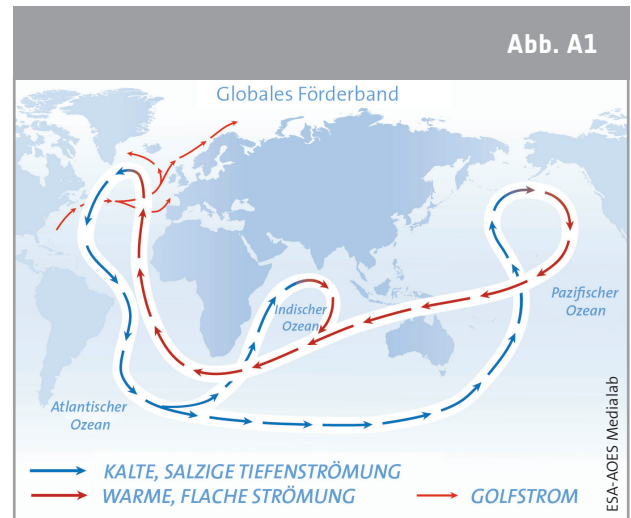 Abb. A1
Globales Förderband
Indischer
Ozean
Pazifischer
Ozean
Atlantischer
Ozean
ESA-AOES Medialab
KALTE, SALZIGE TIEFENSTRÖMUNG
WARME, FLACHE STRÖMUNG
GOLFSTROM